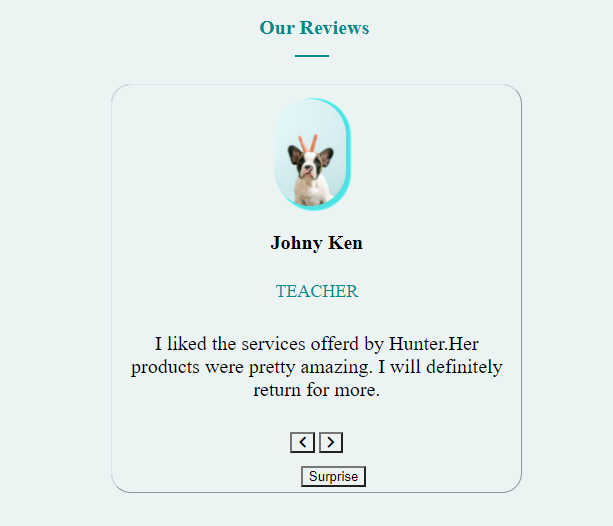 Our Reviews
Johny Ken
TEACHER
I liked the services offerd by Hunter.Her
products were pretty amazing. I will definitely
return for more.
Surprise